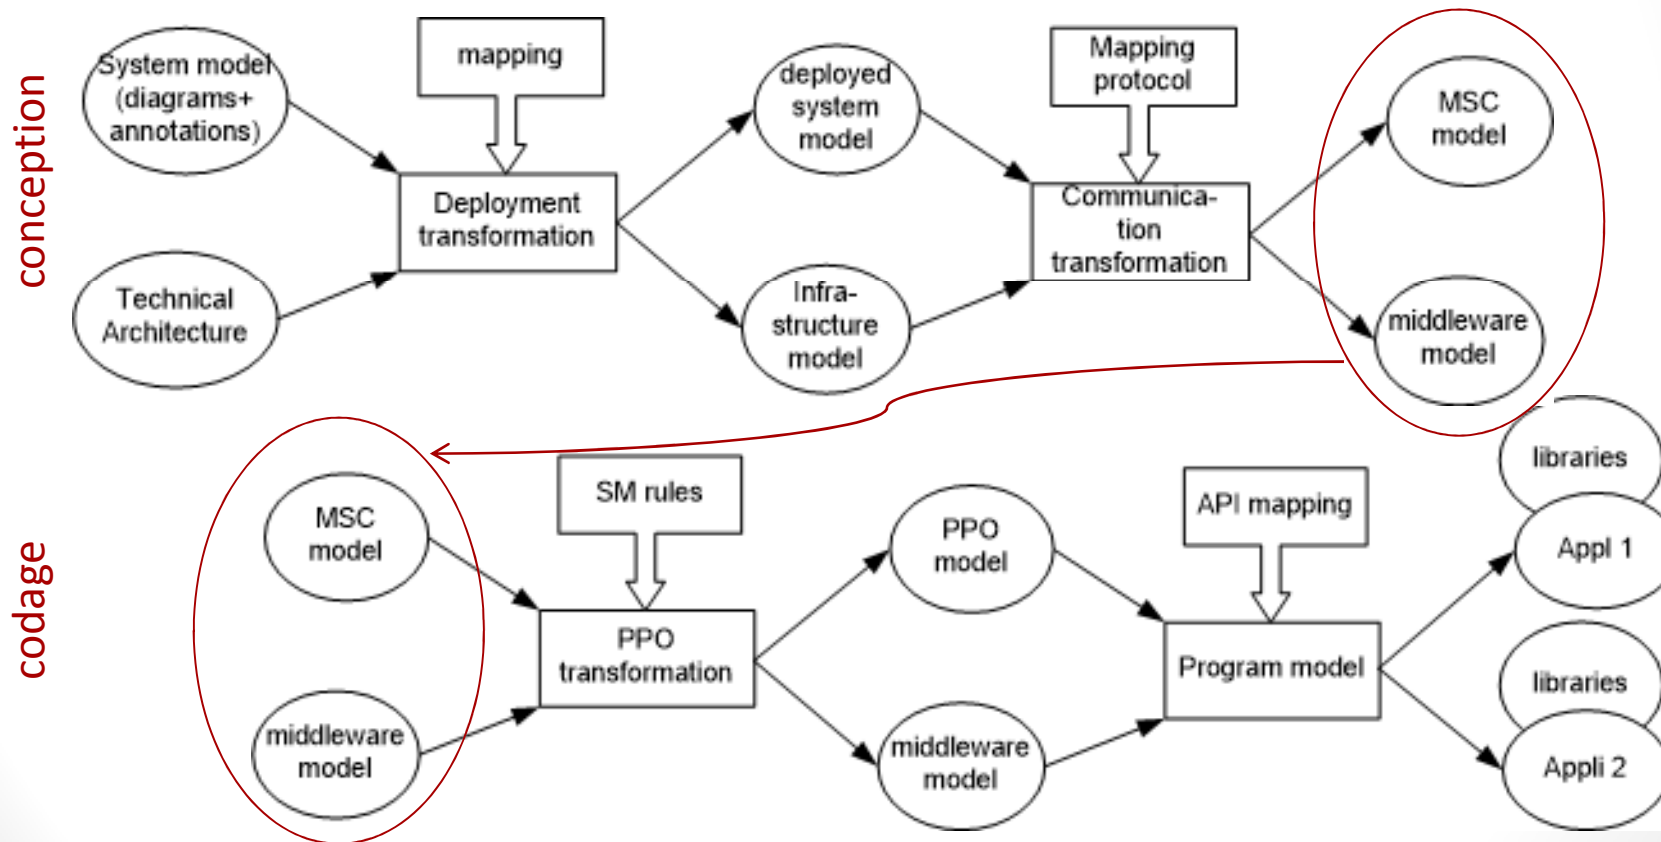 conception
System model
(diagrams+
annotations)
mapping
deployed
system
model
Mapping
protocol
MSC
model
Deployment
transformation
Communica-
tion
transformation
Technical
Architecture
Infra-
structure
model
middleware
model
codage
MSC
model
SM rules
PPO
model
API mapping
libraries
Appl 1
PPO
transformation
Program model
libraries
middleware
model
middleware
model
Appli 2